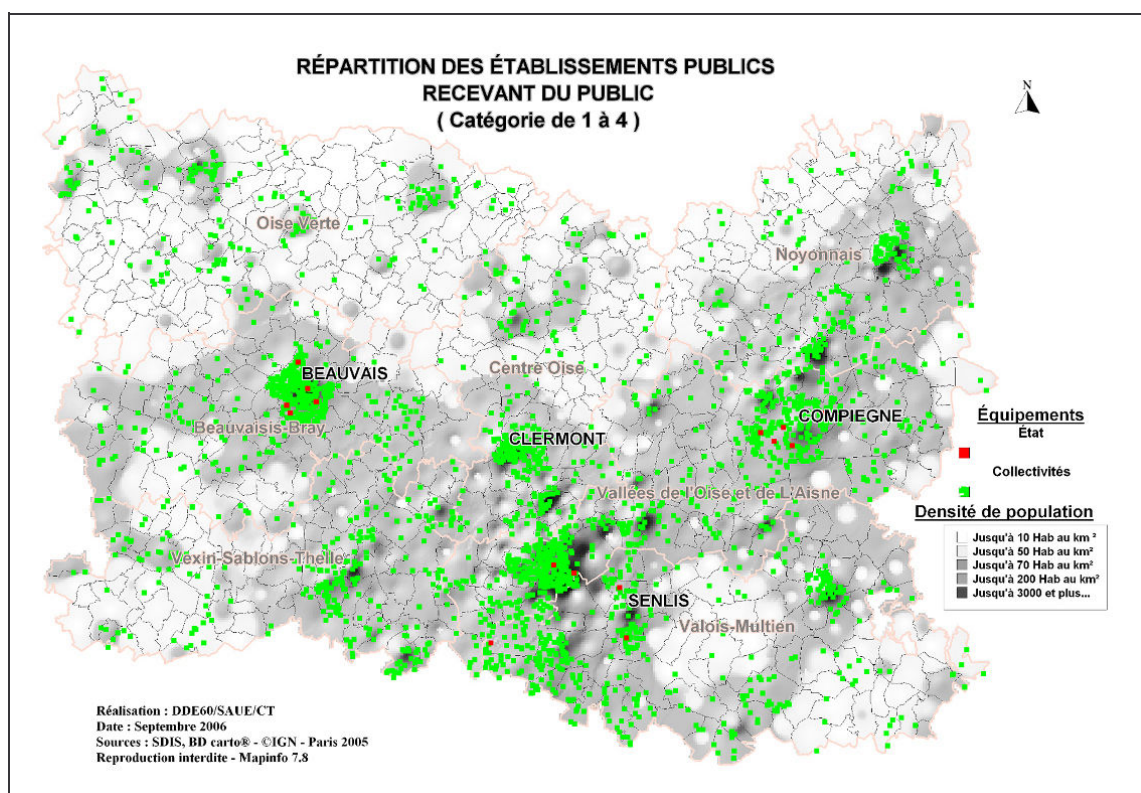 RÉPARTITION DES ÉTABLISSEMENTS PUBLICS
RECEVANT DU PUBLIC
( Catégorie de 1 à 4 )
N
Oise Verte
Noyonnais
BEAUVAIS
Centre Oise
Beauvaisis-Bray
CLERMONT
COMPIEGNE
Vallées de l'Oise et de L'Aisne
Vexin-Sablons-Thelle
SENLIS
Valois-Multien
Équipements
État
Collectivités
Densité de population
Jusqu'à 10 Hab au km ²
Jusqu'à 50 Hab au km²
Jusqu'à 70 Hab au km²
Jusqu'à 200 Hab au km²
Jusqu'à 3000 et plus...
Réalisation : DDE60/SAUE/CT
Date : Septembre 2006
Sources : SDIS, BD carto® - ©IGN - Paris 2005
Reproduction interdite - Mapinfo 7.8